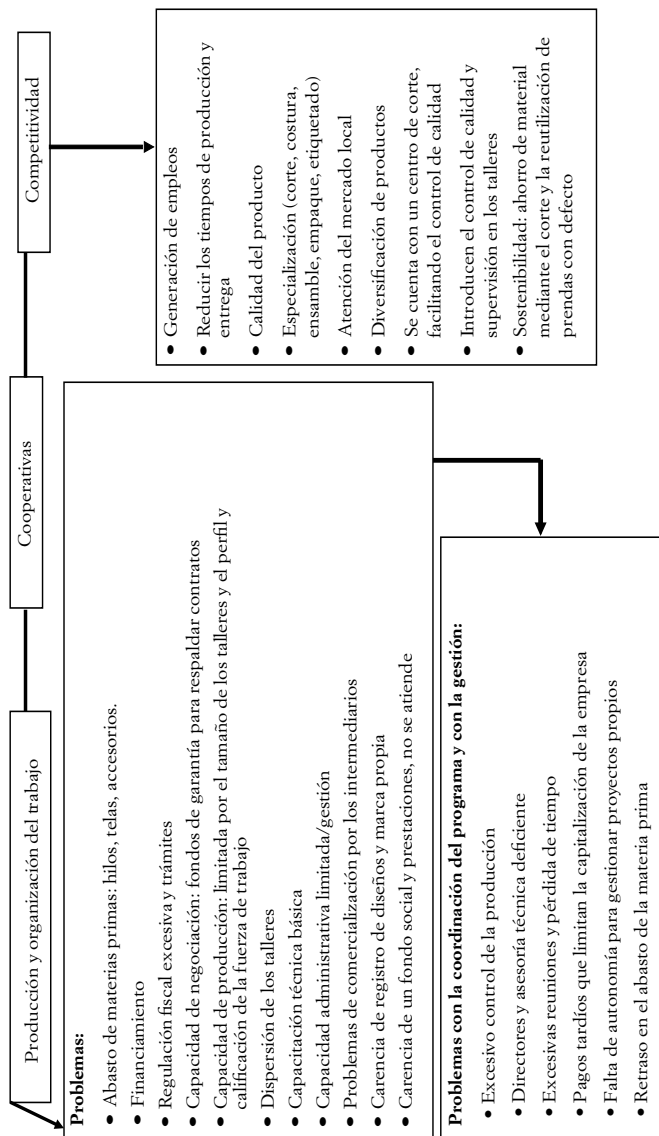 Producción y organización del trabajo
Cooperativas
Competitividad
Problemas:
• Abasto de materias primas: hilos, telas, accesorios.
• Financiamiento
• Regulación fiscal excesiva y trámites
• Capacidad de negociación: fondos de garantía para respaldar contratos
• Capacidad de producción: limitada por el tamaño de los talleres y el perfil y
calificación de la fuerza de trabajo
• Dispersión de los talleres
• Capacitación técnica básica
• Capacidad administrativa limitada/gestión
• Problemas de comercialización por los intermediarios
• Carencia de registro de diseños y marca propia
• Carencia de un fondo social y prestaciones, no se atiende
Problemas con la coordinación del programa y con la gestión:
• Excesivo control de la producción
• Directores y asesoría técnica deficiente
• Excesivas reuniones y pérdida de tiempo
• Pagos tardíos que limitan la capitalización de la empresa
• Falta de autonomía para gestionar proyectos propios
• Retraso en el abasto de la materia prima
• Generación de empleos
• Reducir los tiempos de producción y
entrega
• Calidad del producto
• Especialización (corte, costura,
ensamble, empaque, etiquetado)
• Atención del mercado local
• Diversificación de productos
• Se cuenta con un centro de corte,
facilitando el control de calidad
• Introducen el control de calidad y
supervisión en los talleres
• Sostenibilidad: ahorro de material
mediante el corte y la reutilización de
prendas con defecto